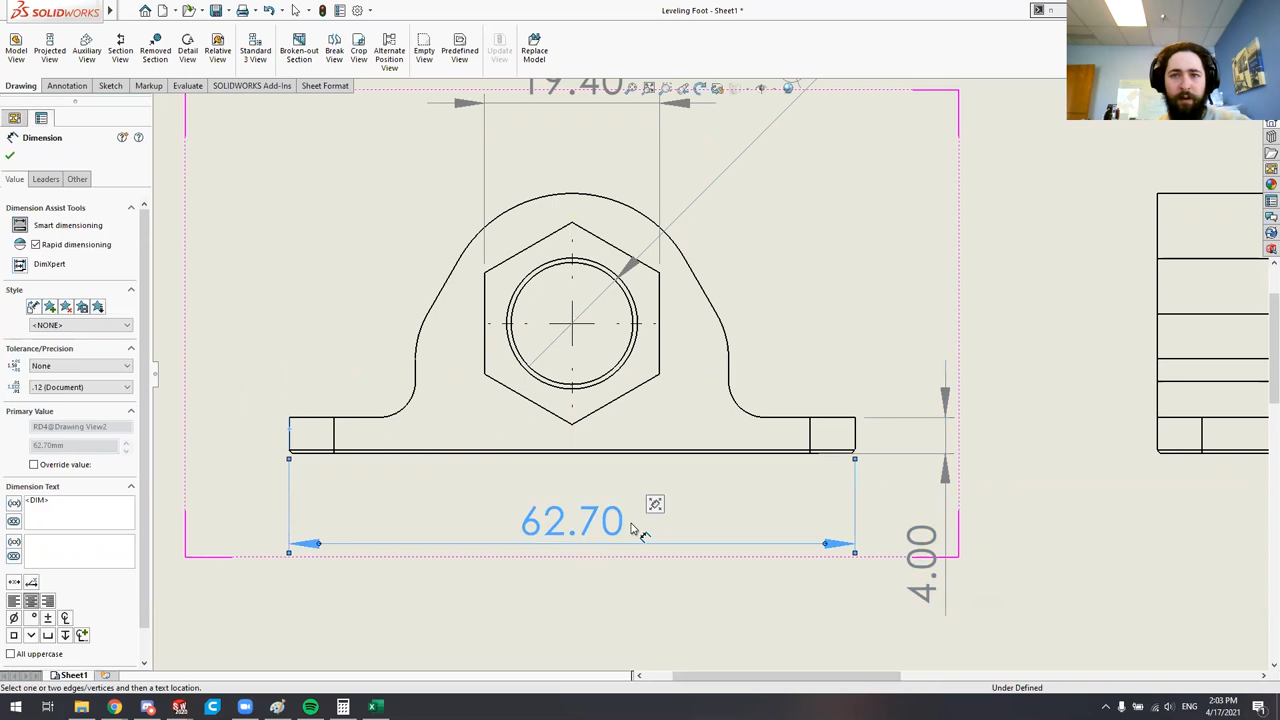 SOLIDWORKS
Leveling Foot - Sheet1 *
Model View
Projected View
Auxiliary View
Section View
Removed Section
Detail View
Relative View
Standard 3 View
Broken-out Section
Break View
Crop View
Alternate Position View
Empty View
Predefined View
Update View
Replace Model
Drawing
Annotation
Sketch
Markup
Evaluate
SOLIDWORKS Add-Ins
Sheet Format
19.40
Dimension
Value
Leaders
Other
Dimension Assist Tools
Smart dimensioning
Rapid dimensioning
DimXpert
Style
<NONE>
Tolerance/Precision
None
.12 (Document)
Primary Value
RD4@Drawing View2
62.70mm
Override value:
Dimension Text
<DIM>
All uppercase
62.70
4.00
Sheet1
Select one or two edges/vertices and then a text location.
Under Defined
ENG
2:03 PM
4/17/2021